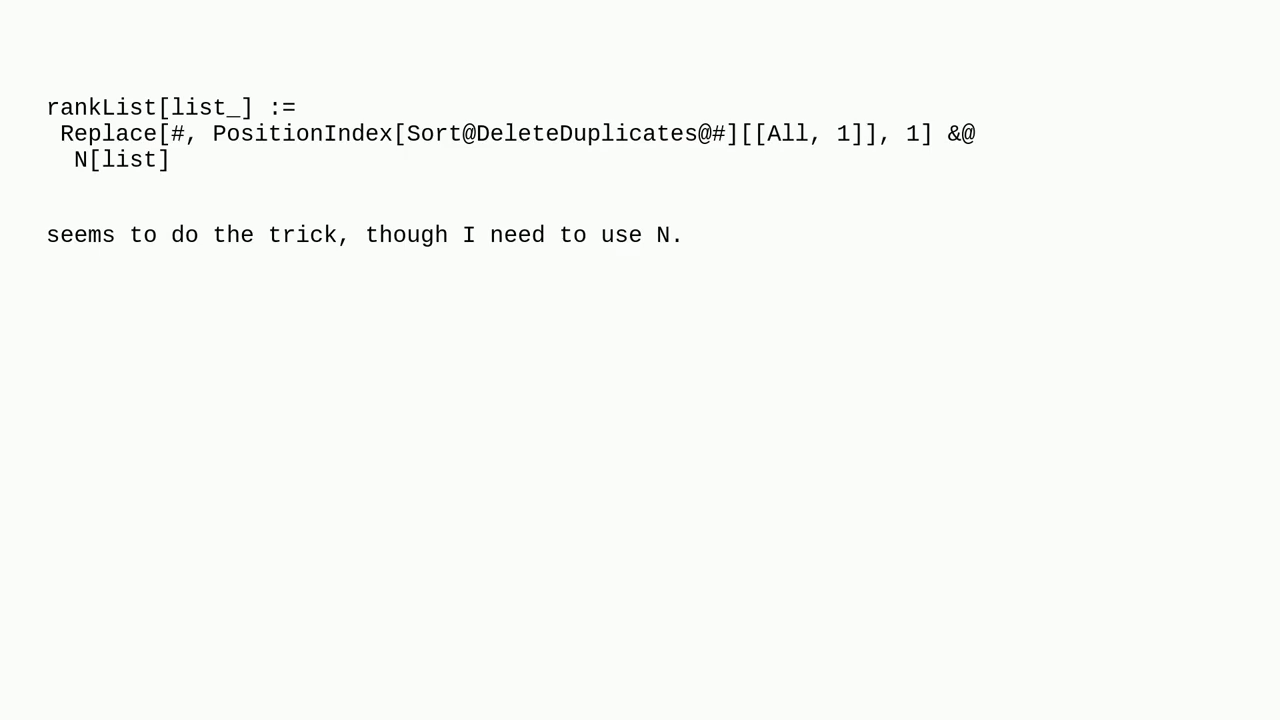 rankList[list_] :=
 Replace[#, PositionIndex[Sort@DeleteDuplicates@#][[All, 1]], 1] &@
  N[list]
seems to do the trick, though I need to use N.